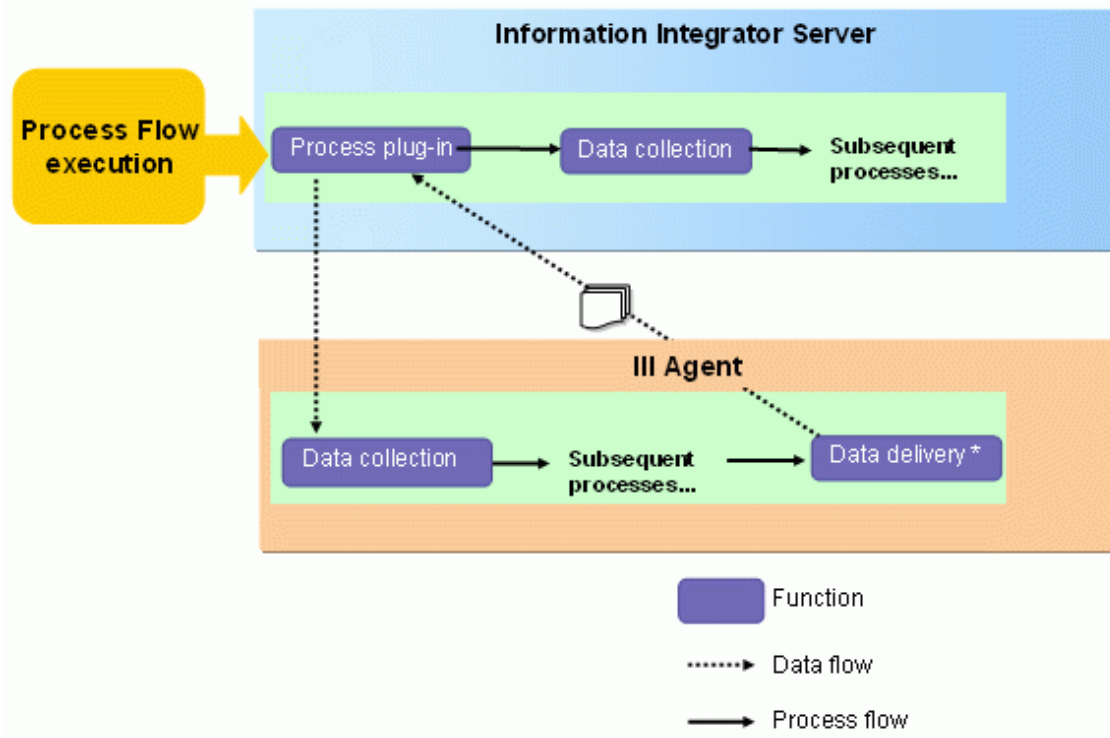 Information Integrator Server
Process Flow
execution
Process plug-in
Data collection
Subsequent
processes...
III Agent
Data collection
Subsequent
processes...
Data delivery *
Function
Data flow
Process flow